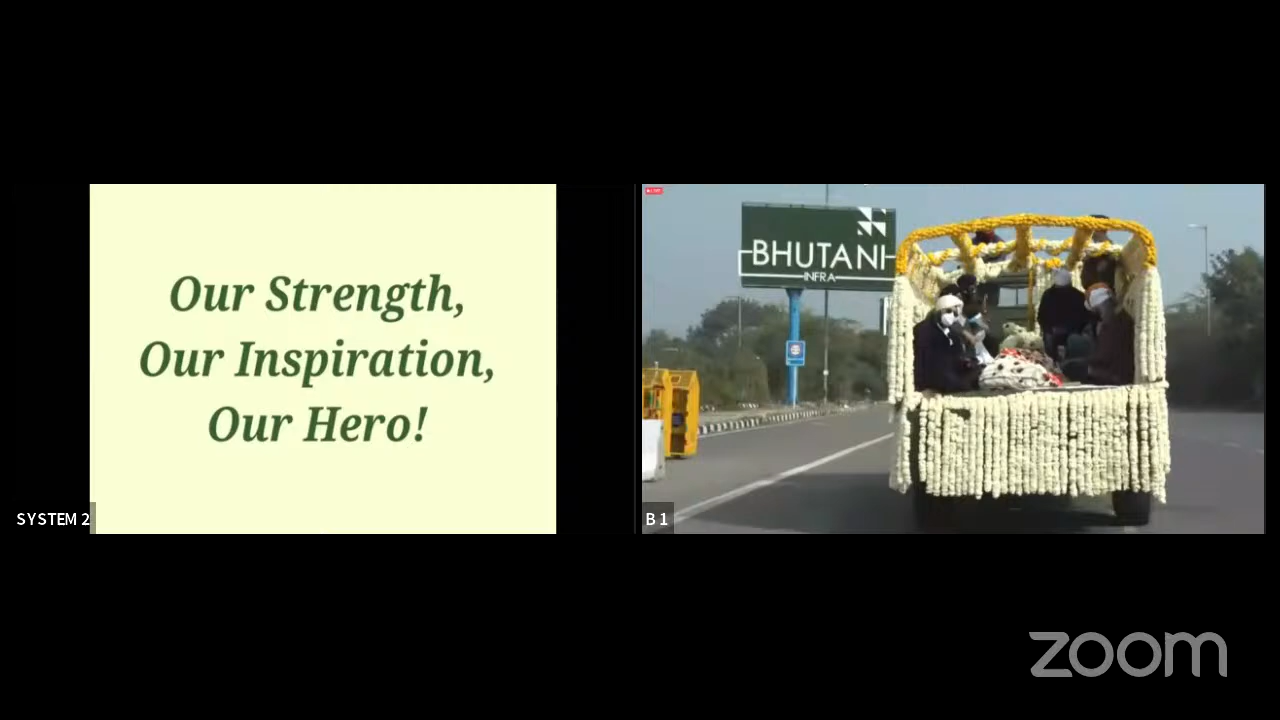 Our Strength,
Our Inspiration,
Our Hero!
SYSTEM 2
BHUTANI
INFRA
B 1
zoom